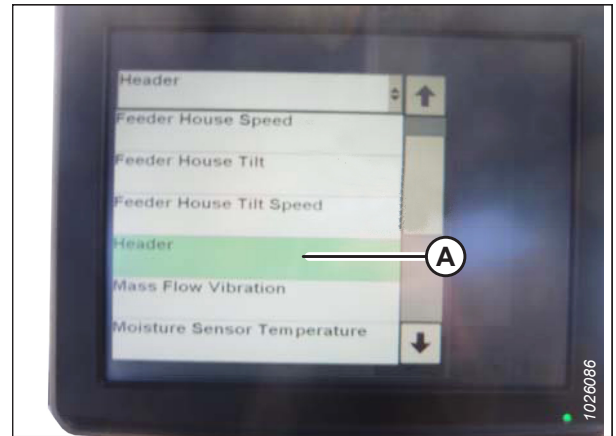 Header
Feeder House Speed
Feeder House Tilt
Feeder House Tilt Speed
Header
A
Mass Flow Vibration
Moisture Sensor Temperature
1026086